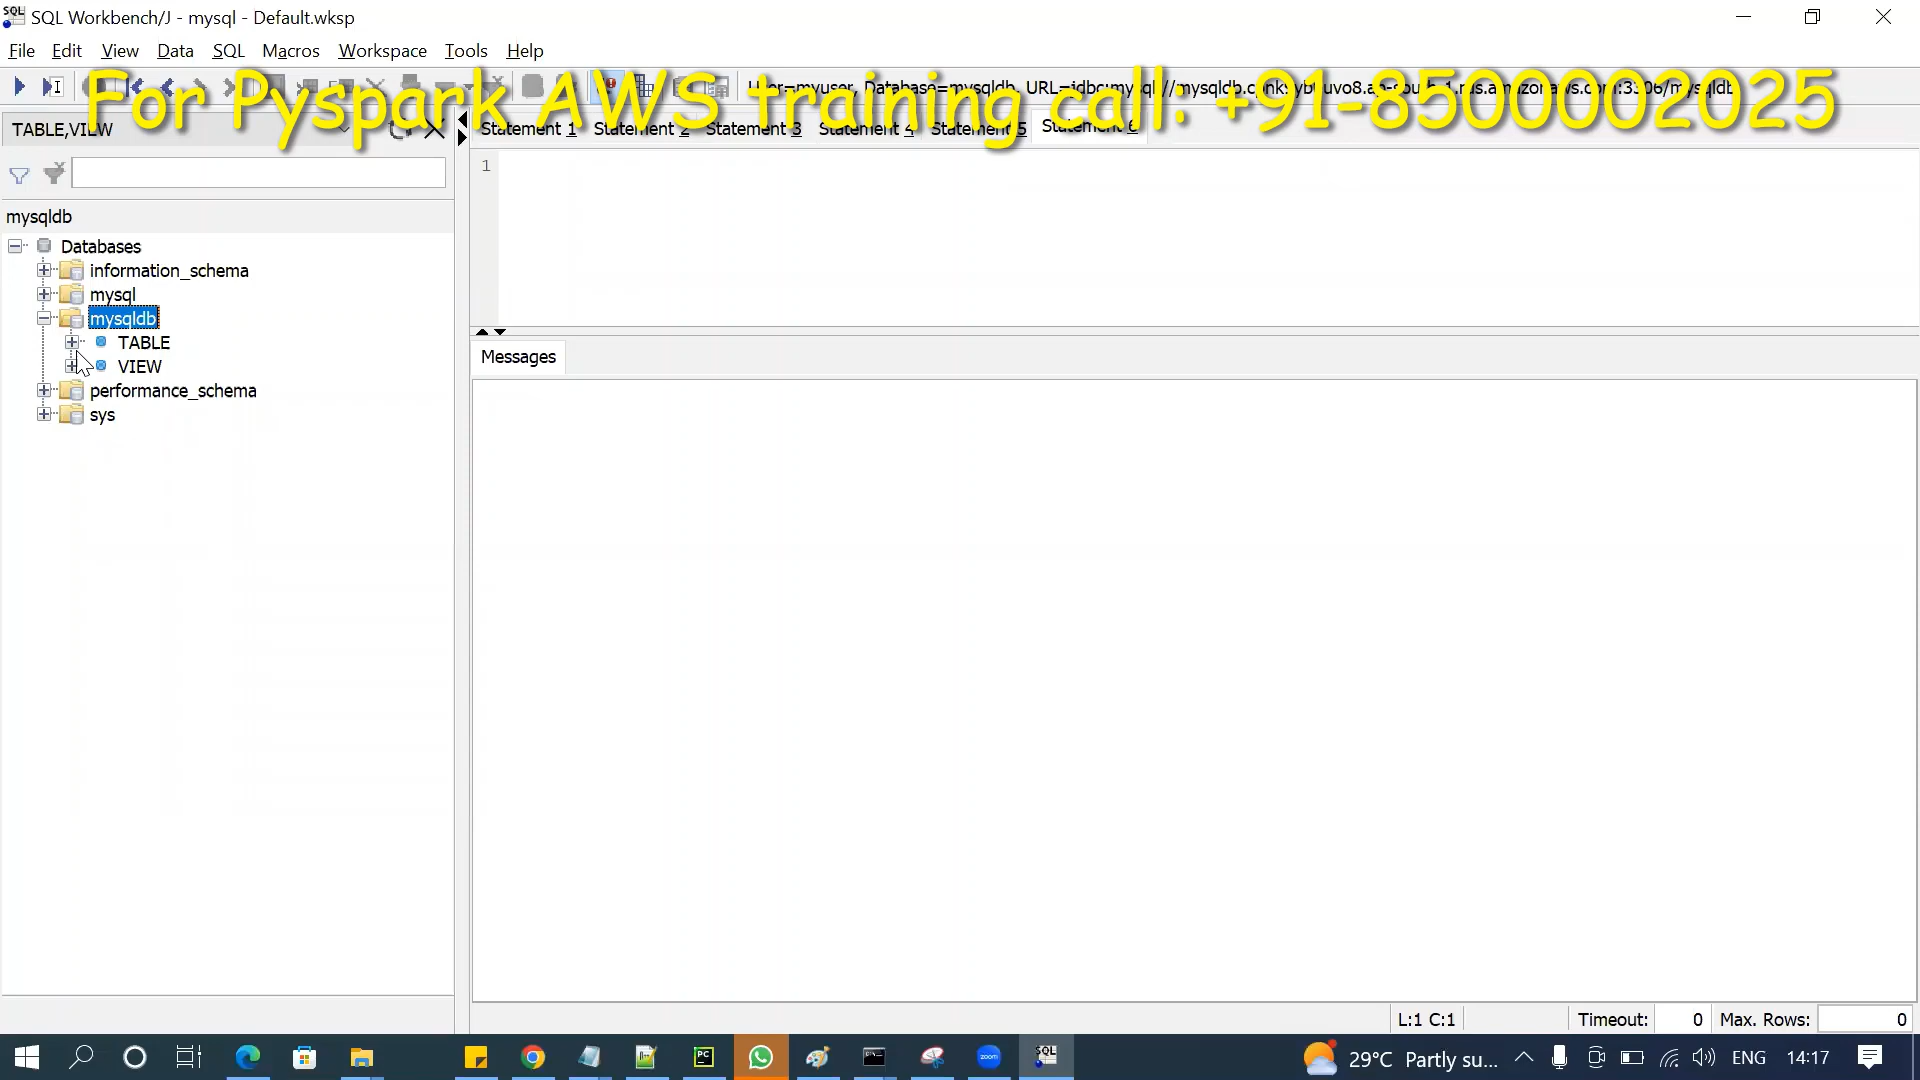 SQL Workbench/J - mysql - Default.wksp
File Edit View Data SQL Macros Workspace Tools Help
For Pyspark AWS training call: +91-8500002025
TABLE,VIEW
Statement 1 Statement 2 Statement 3 Statement 4 Statement 5 Statement 6
1
mysqldb
Databases
information_schema
mysql
mysqldb
TABLE
VIEW
performance_schema
sys
Messages
L:1 C:1 Timeout: 0 Max. Rows: 0
29°C Partly su... ENG 14:17